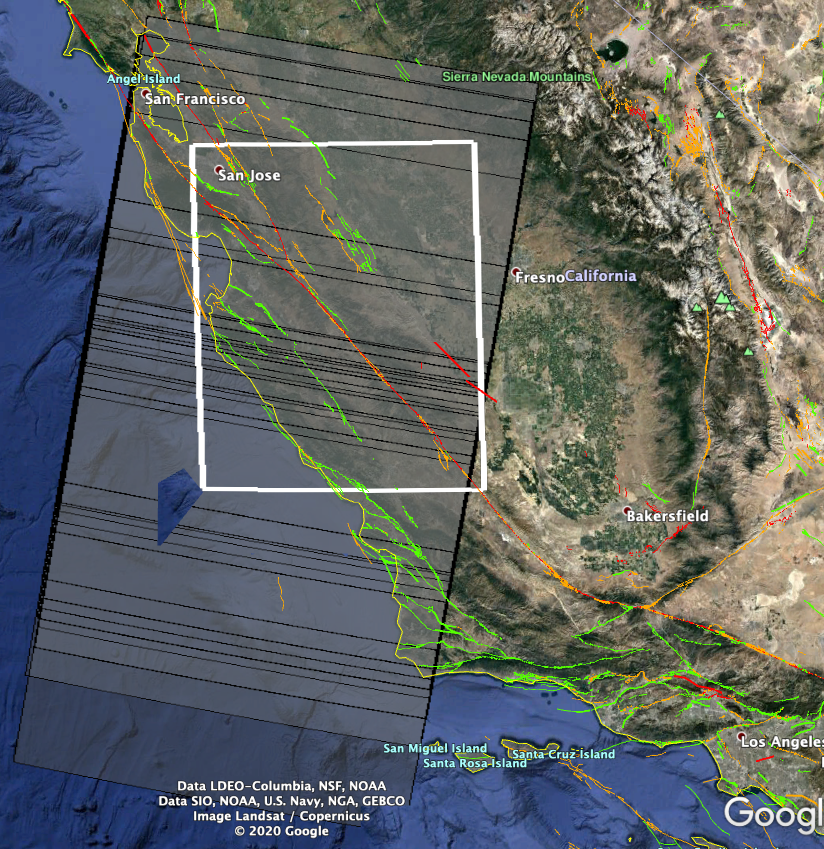 Sierra Nevada Mountains
Angel Island
San Francisco
San Jose
Fresno
California
Bakersfield
Los Angeles
San Miguel Island
Santa Cruz Island
Santa Rosa Island
Data LDEO-Columbia, NSF, NOAA
Data SIO, NOAA, U.S. Navy, NGA, GEBCO
Image Landsat / Copernicus
© 2020 Google
Googl